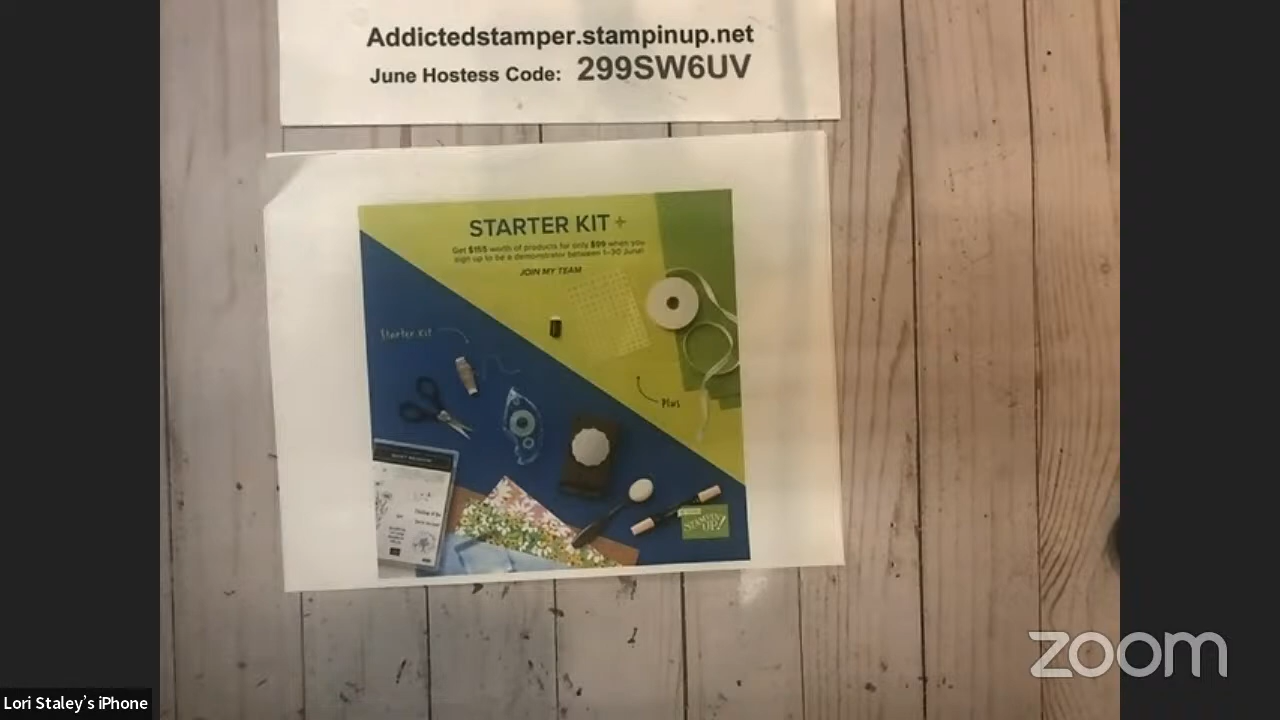 Addictedstamper.stampinup.net
June Hostess Code: 299SW6UV
STARTER KIT +
Get $155 worth of products for only $99 when you
sign up to be a demonstrator between 1–30 June!
JOIN MY TEAM
Starter Kit
Plus
STAMPIN' UP!
zoom
Lori Staley's iPhone